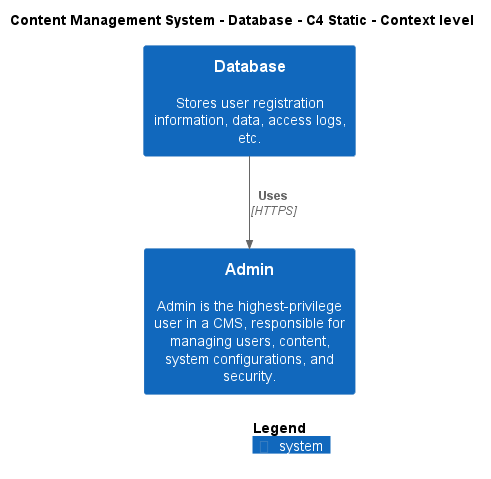 Content Management System - Database - C4 Static - Context level
Database
Stores user registration
information, data, access logs,
etc.
Uses
[HTTPS]
Admin
Admin is the highest-privilege
user in a CMS, responsible for
managing users, content,
system configurations, and
security.
Legend
system